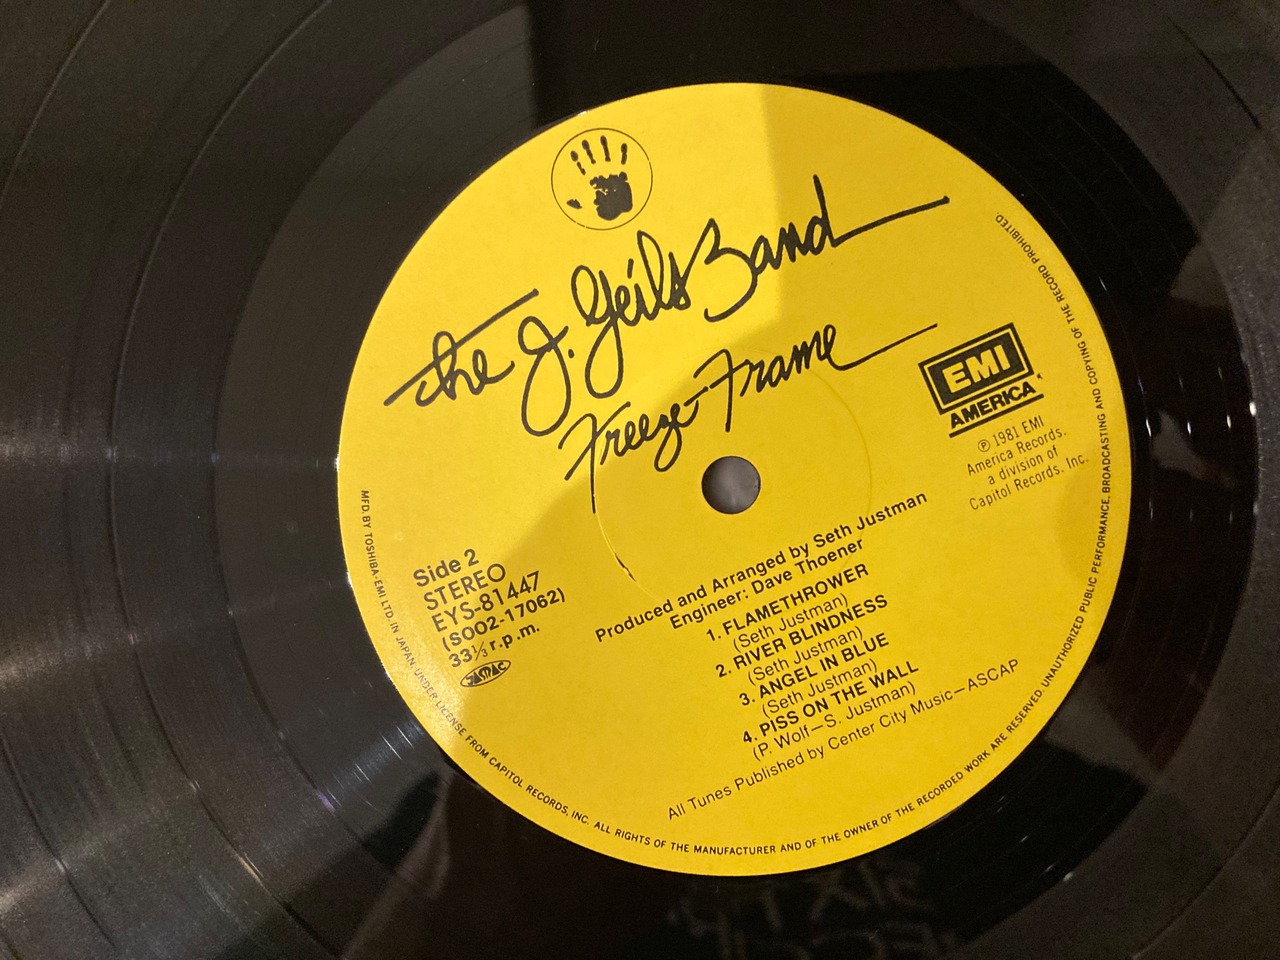 The J. Geils Band
Freeze-Frame
EMI
AMERICA
℗ 1981 EMI
America Records.
a division of
Capitol Records, Inc.
Side 2
STEREO
EYS-81447
(SOO2-17062)
33⅓ r.p.m.
JASRAC
Produced and Arranged by Seth Justman
Engineer: Dave Thoener
1. FLAMETHROWER
(Seth Justman)
2. RIVER BLINDNESS
(Seth Justman)
3. ANGEL IN BLUE
(Seth Justman)
4. PISS ON THE WALL
(P. Wolf—S. Justman)
All Tunes Published by Center City Music—ASCAP
MFD. BY TOSHIBA-EMI LTD. IN JAPAN UNDER LICENSE FROM CAPITOL RECORDS, INC. ALL RIGHTS OF THE MANUFACTURER AND OF THE OWNER OF THE RECORDED WORK ARE RESERVED. UNAUTHORIZED PUBLIC PERFORMANCE, BROADCASTING AND COPYING OF THE RECORD PROHIBITED.